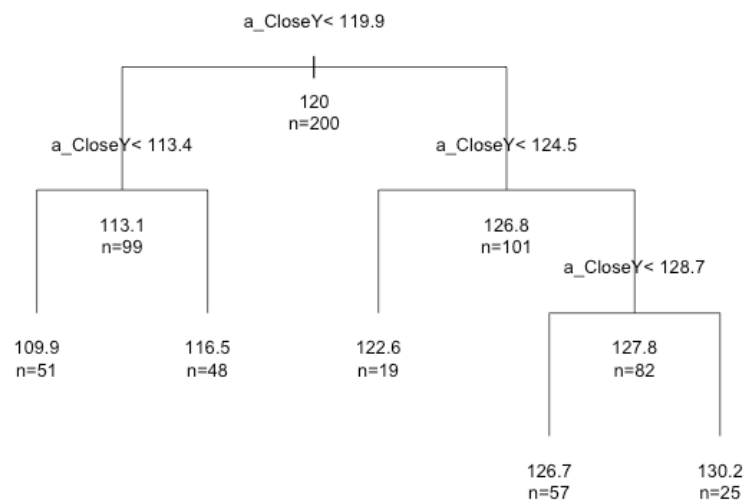 a_CloseY< 119.9
120
n=200
a_CloseY< 113.4
a_CloseY< 124.5
113.1
n=99
126.8
n=101
a_CloseY< 128.7
109.9
n=51
116.5
n=48
122.6
n=19
127.8
n=82
126.7
n=57
130.2
n=25